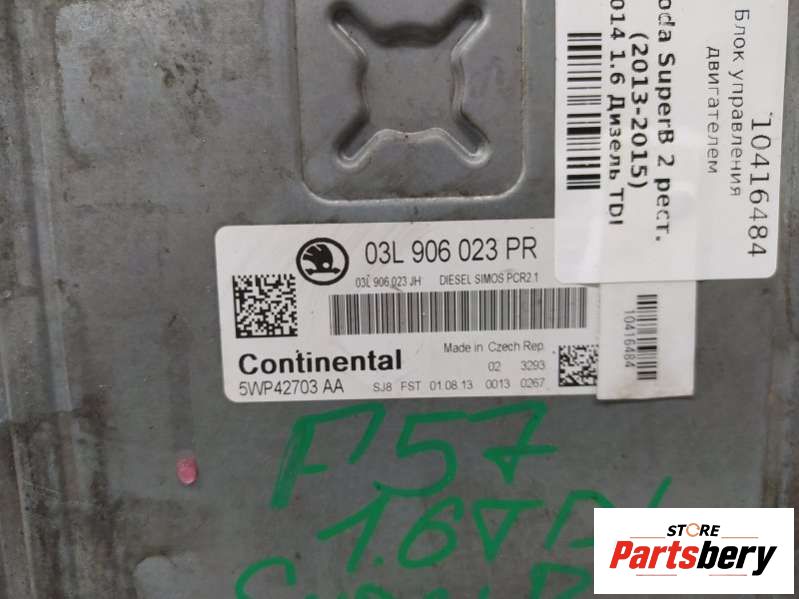 10416484
Блок управления
двигателем
oda SuperB 2 рест.
(2013-2015)
014 1.6 Дизель TDI
03L 906 023 PR
03L 906 023 JH DIESEL SIMOS PCR2.1
10416484
Continental
Made in Czech Rep.
02 3293
5WP42703 AA
SJ8 FST 01 08 13 0013 0267
F57
1.6TDI
STORE
Partsbery